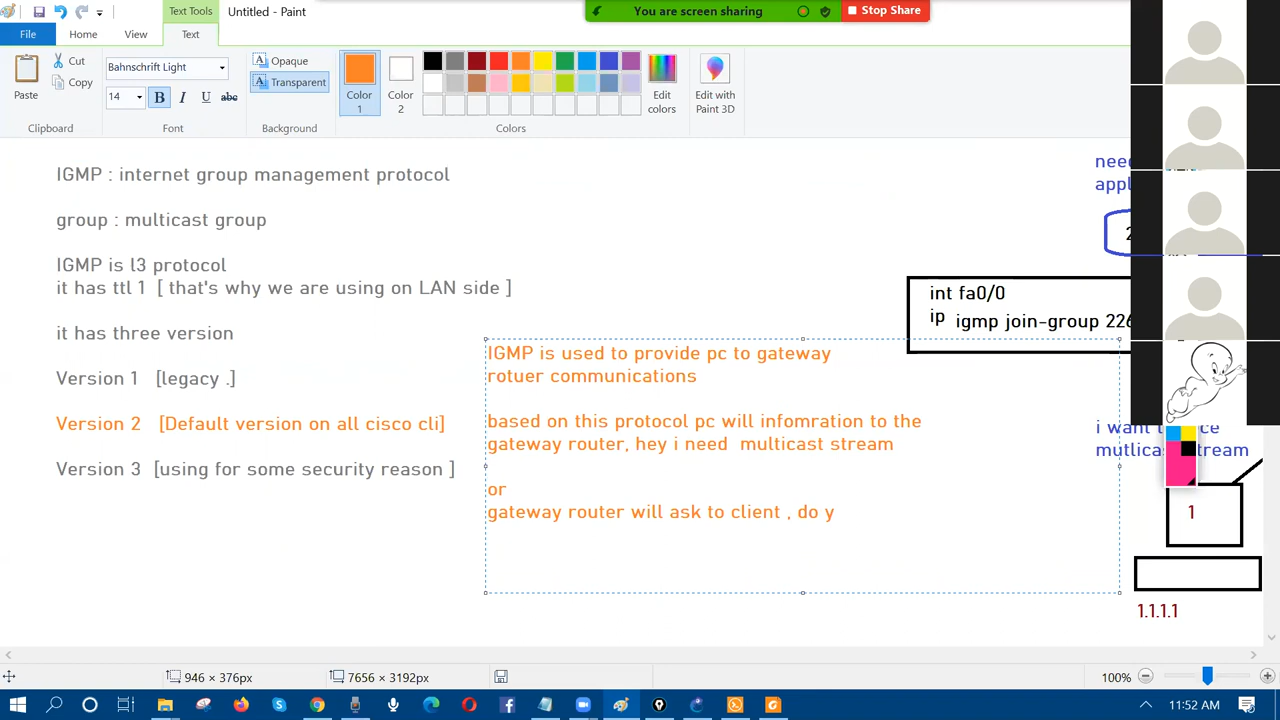 Untitled - Paint
Text Tools
You are screen sharing
Stop Share
File
Home
View
Text
Paste
Cut
Copy
Clipboard
Bahnschrift Light
14
B
I
U
abc
Font
Opaque
Transparent
Background
Color
1
Color
2
Edit
colors
Colors
Edit with
Paint 3D
IGMP : internet group management protocol
group : multicast group
IGMP is l3 protocol
it has ttl 1 [ that's why we are using on LAN side ]
it has three version
Version 1 [legacy .]
Version 2 [Default version on all cisco cli]
Version 3 [using for some security reason ]
IGMP is used to provide pc to gateway
rotuer communications
based on this protocol pc will infomration to the
gateway router, hey i need multicast stream
or
gateway router will ask to client , do y
int fa0/0
ip igmp join-group 226
i want
stream
1
1.1.1.1
946 × 376px
7656 × 3192px
100%
11:52 AM